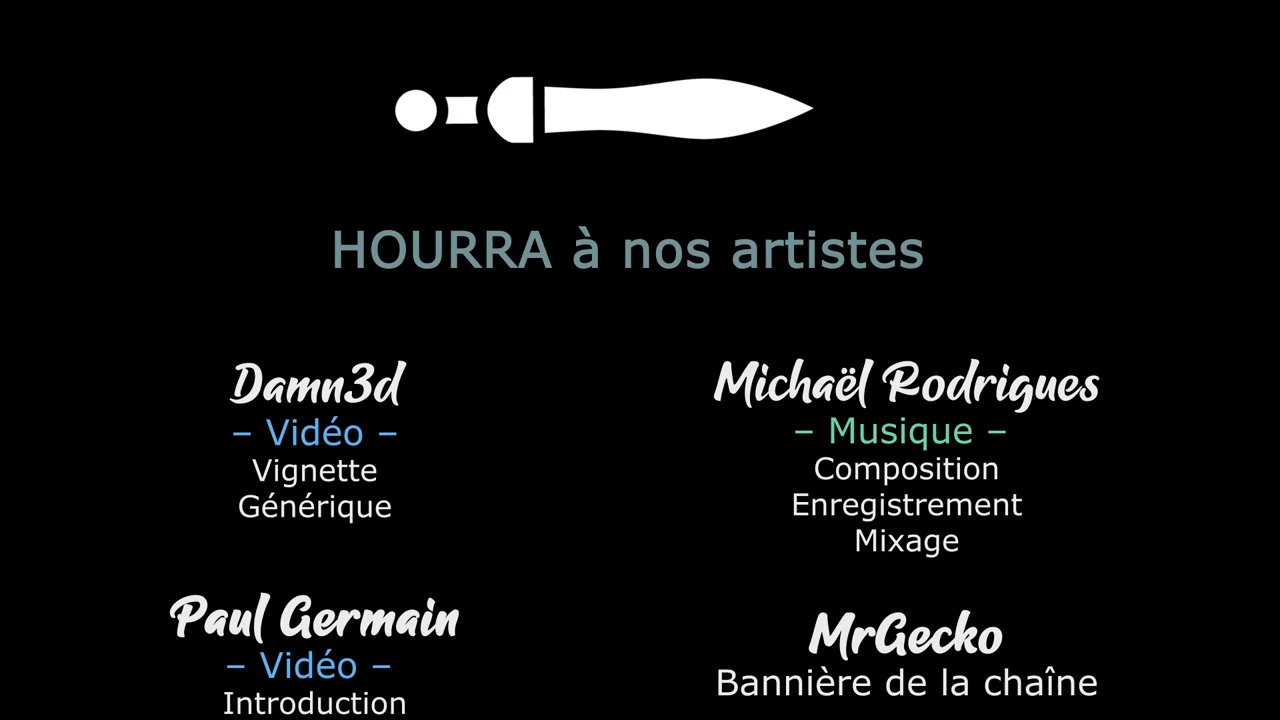 HOURRA à nos artistes
Damn3d
– Vidéo –
Vignette
Générique
Michaël Rodrigues
– Musique –
Composition
Enregistrement
Mixage
Paul Germain
– Vidéo –
Introduction
MrGecko
Bannière de la chaîne